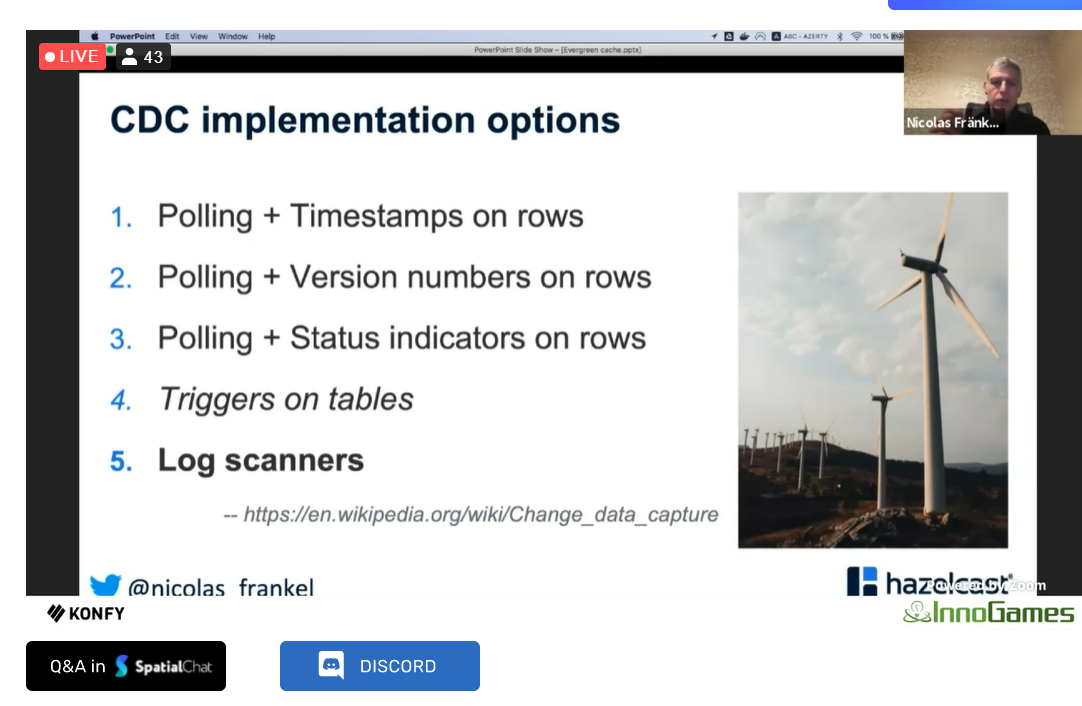 PowerPoint Edit View Window Help
ABC - AZERTY 100 %
LIVE 43
PowerPoint Slide Show – [Evergreen cache.pptx]
CDC implementation options
Nicolas Fränk...
1. Polling + Timestamps on rows
2. Polling + Version numbers on rows
3. Polling + Status indicators on rows
4. Triggers on tables
5. Log scanners
-- https://en.wikipedia.org/wiki/Change_data_capture
@nicolas_frankel
hazelcast
Powered by Zoom
KONFY
InnoGames
Q&A in SpatialChat
DISCORD